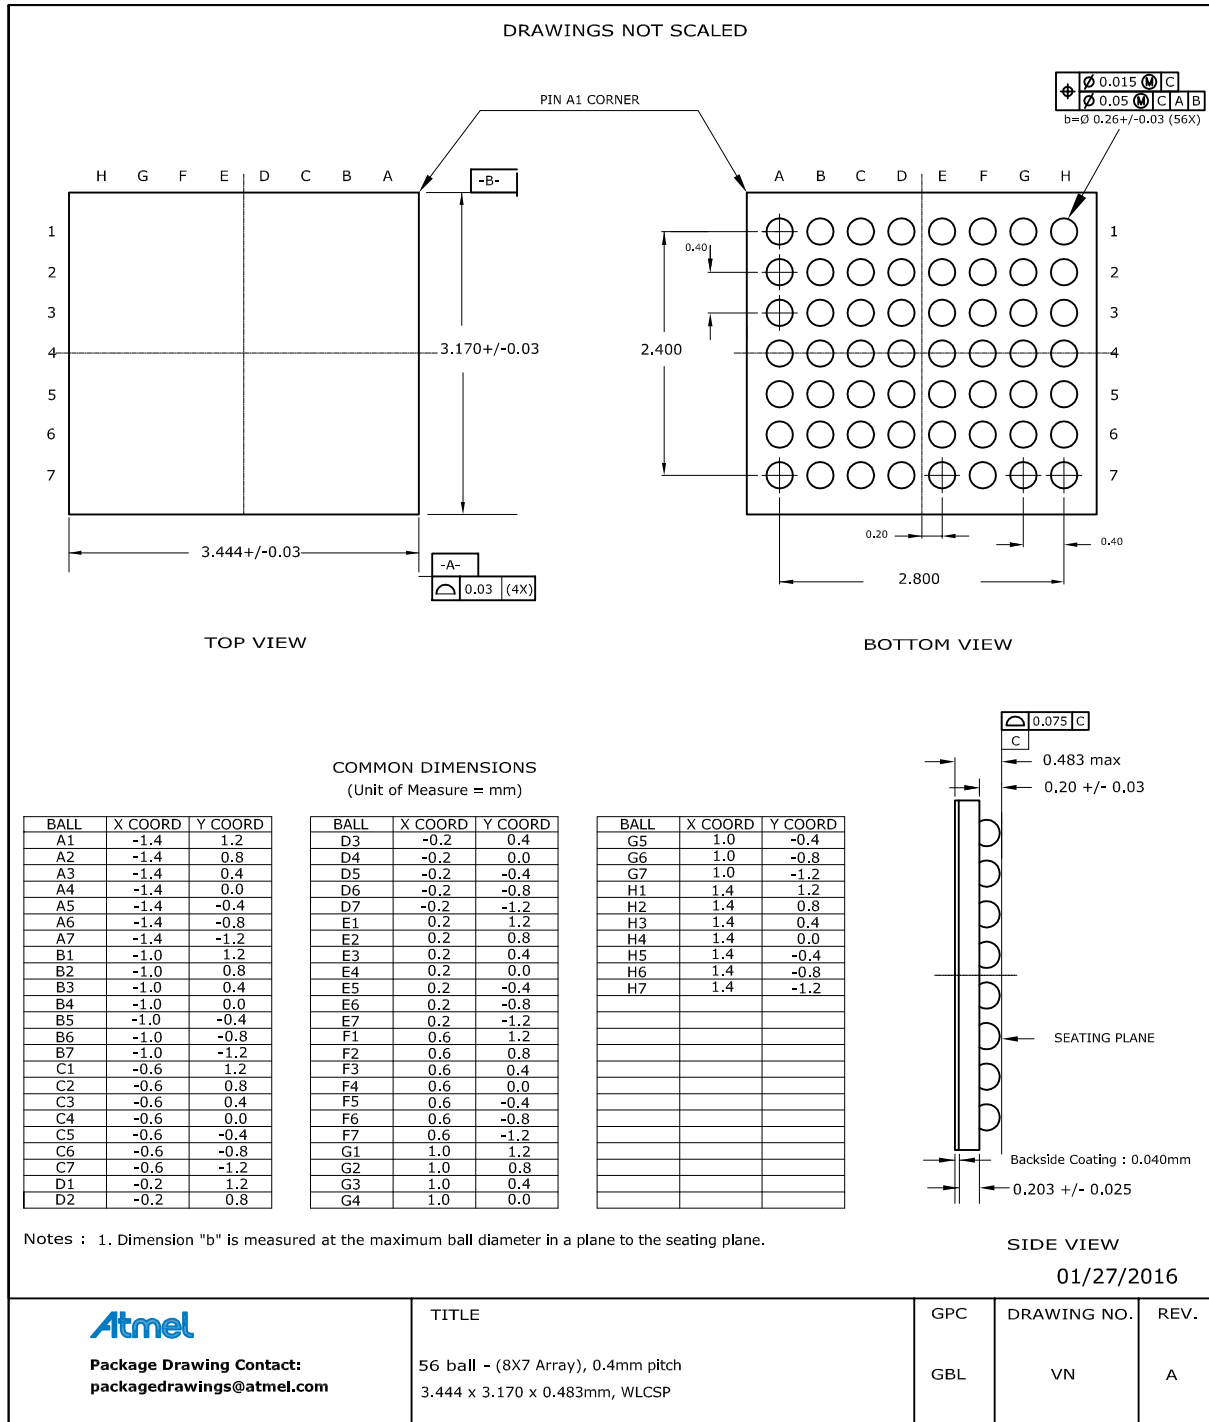 DRAWINGS NOT SCALED
PIN A1 CORNER
Ø 0.015 Ⓜ C
Ø 0.05 Ⓜ C A B
b=Ø 0.26+/-0.03 (56X)
H G F E D C B A
-B-
A B C D E F G H
1
2
3
4
5
6
7
3.170+/-0.03
3.444+/-0.03
-A-
0.03 (4X)
0.40
2.400
1
2
3
4
5
6
7
0.20
0.40
2.800
TOP VIEW
BOTTOM VIEW
0.075 C
C
0.483 max
0.20 +/- 0.03
COMMON DIMENSIONS
(Unit of Measure = mm)
BALL X COORD Y COORD
A1 -1.4 1.2
A2 -1.4 0.8
A3 -1.4 0.4
A4 -1.4 0.0
A5 -1.4 -0.4
A6 -1.4 -0.8
A7 -1.4 -1.2
B1 -1.0 1.2
B2 -1.0 0.8
B3 -1.0 0.4
B4 -1.0 0.0
B5 -1.0 -0.4
B6 -1.0 -0.8
B7 -1.0 -1.2
C1 -0.6 1.2
C2 -0.6 0.8
C3 -0.6 0.4
C4 -0.6 0.0
C5 -0.6 -0.4
C6 -0.6 -0.8
C7 -0.6 -1.2
D1 -0.2 1.2
D2 -0.2 0.8
BALL X COORD Y COORD
D3 -0.2 0.4
D4 -0.2 0.0
D5 -0.2 -0.4
D6 -0.2 -0.8
D7 -0.2 -1.2
E1 0.2 1.2
E2 0.2 0.8
E3 0.2 0.4
E4 0.2 0.0
E5 0.2 -0.4
E6 0.2 -0.8
E7 0.2 -1.2
F1 0.6 1.2
F2 0.6 0.8
F3 0.6 0.4
F4 0.6 0.0
F5 0.6 -0.4
F6 0.6 -0.8
F7 0.6 -1.2
G1 1.0 1.2
G2 1.0 0.8
G3 1.0 0.4
G4 1.0 0.0
BALL X COORD Y COORD
G5 1.0 -0.4
G6 1.0 -0.8
G7 1.0 -1.2
H1 1.4 1.2
H2 1.4 0.8
H3 1.4 0.4
H4 1.4 0.0
H5 1.4 -0.4
H6 1.4 -0.8
H7 1.4 -1.2
SEATING PLANE
Backside Coating : 0.040mm
0.203 +/- 0.025
Notes : 1. Dimension "b" is measured at the maximum ball diameter in a plane to the seating plane.
SIDE VIEW
01/27/2016
Atmel
Package Drawing Contact:
packagedrawings@atmel.com
TITLE
56 ball - (8X7 Array), 0.4mm pitch
3.444 x 3.170 x 0.483mm, WLCSP
GPC
GBL
DRAWING NO.
VN
REV.
A